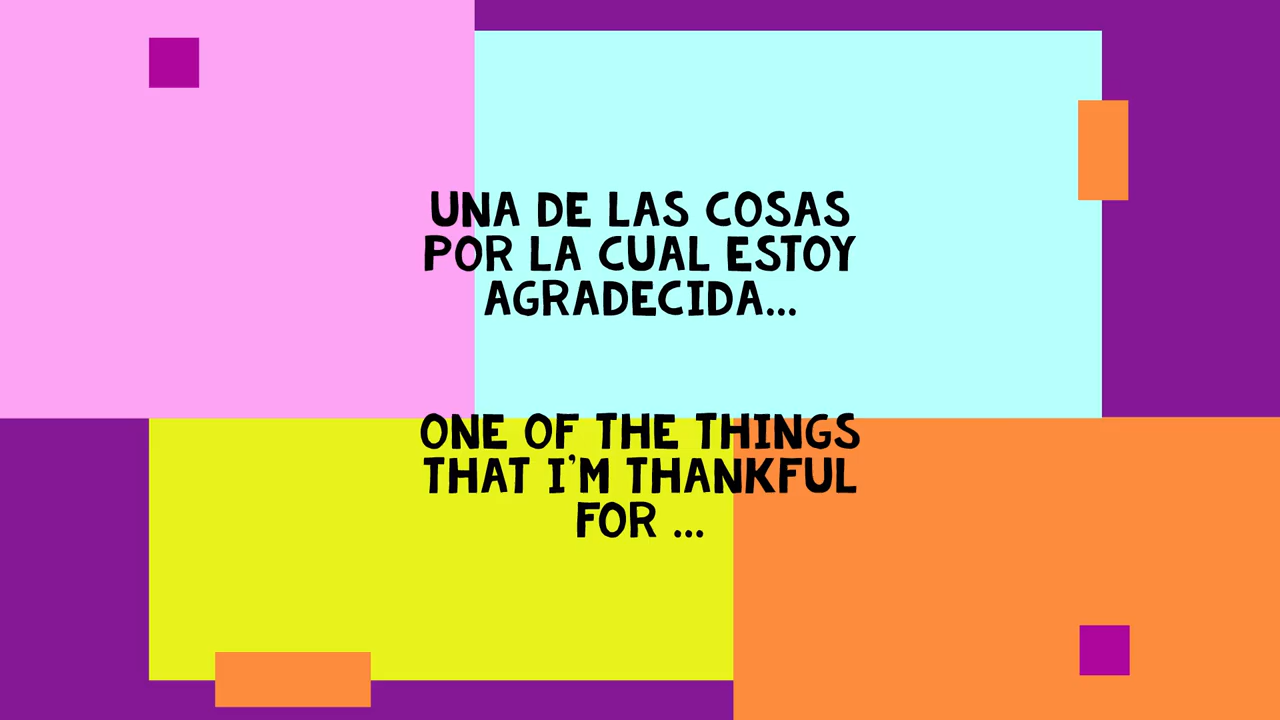 UNA DE LAS COSAS
POR LA CUAL ESTOY
AGRADECIDA...
ONE OF THE THINGS
THAT I'M THANKFUL
FOR ...